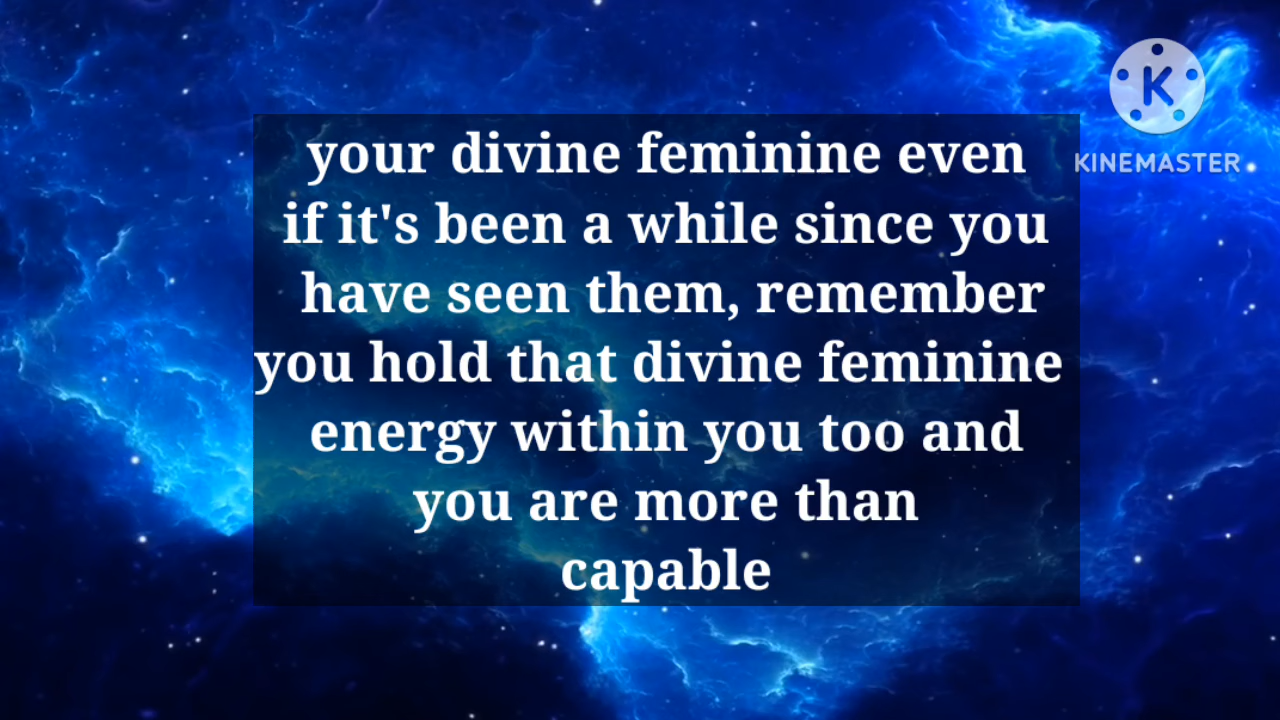 your divine feminine even
if it's been a while since you
have seen them, remember
you hold that divine feminine
energy within you too and
you are more than
capable
K
KINEMASTER